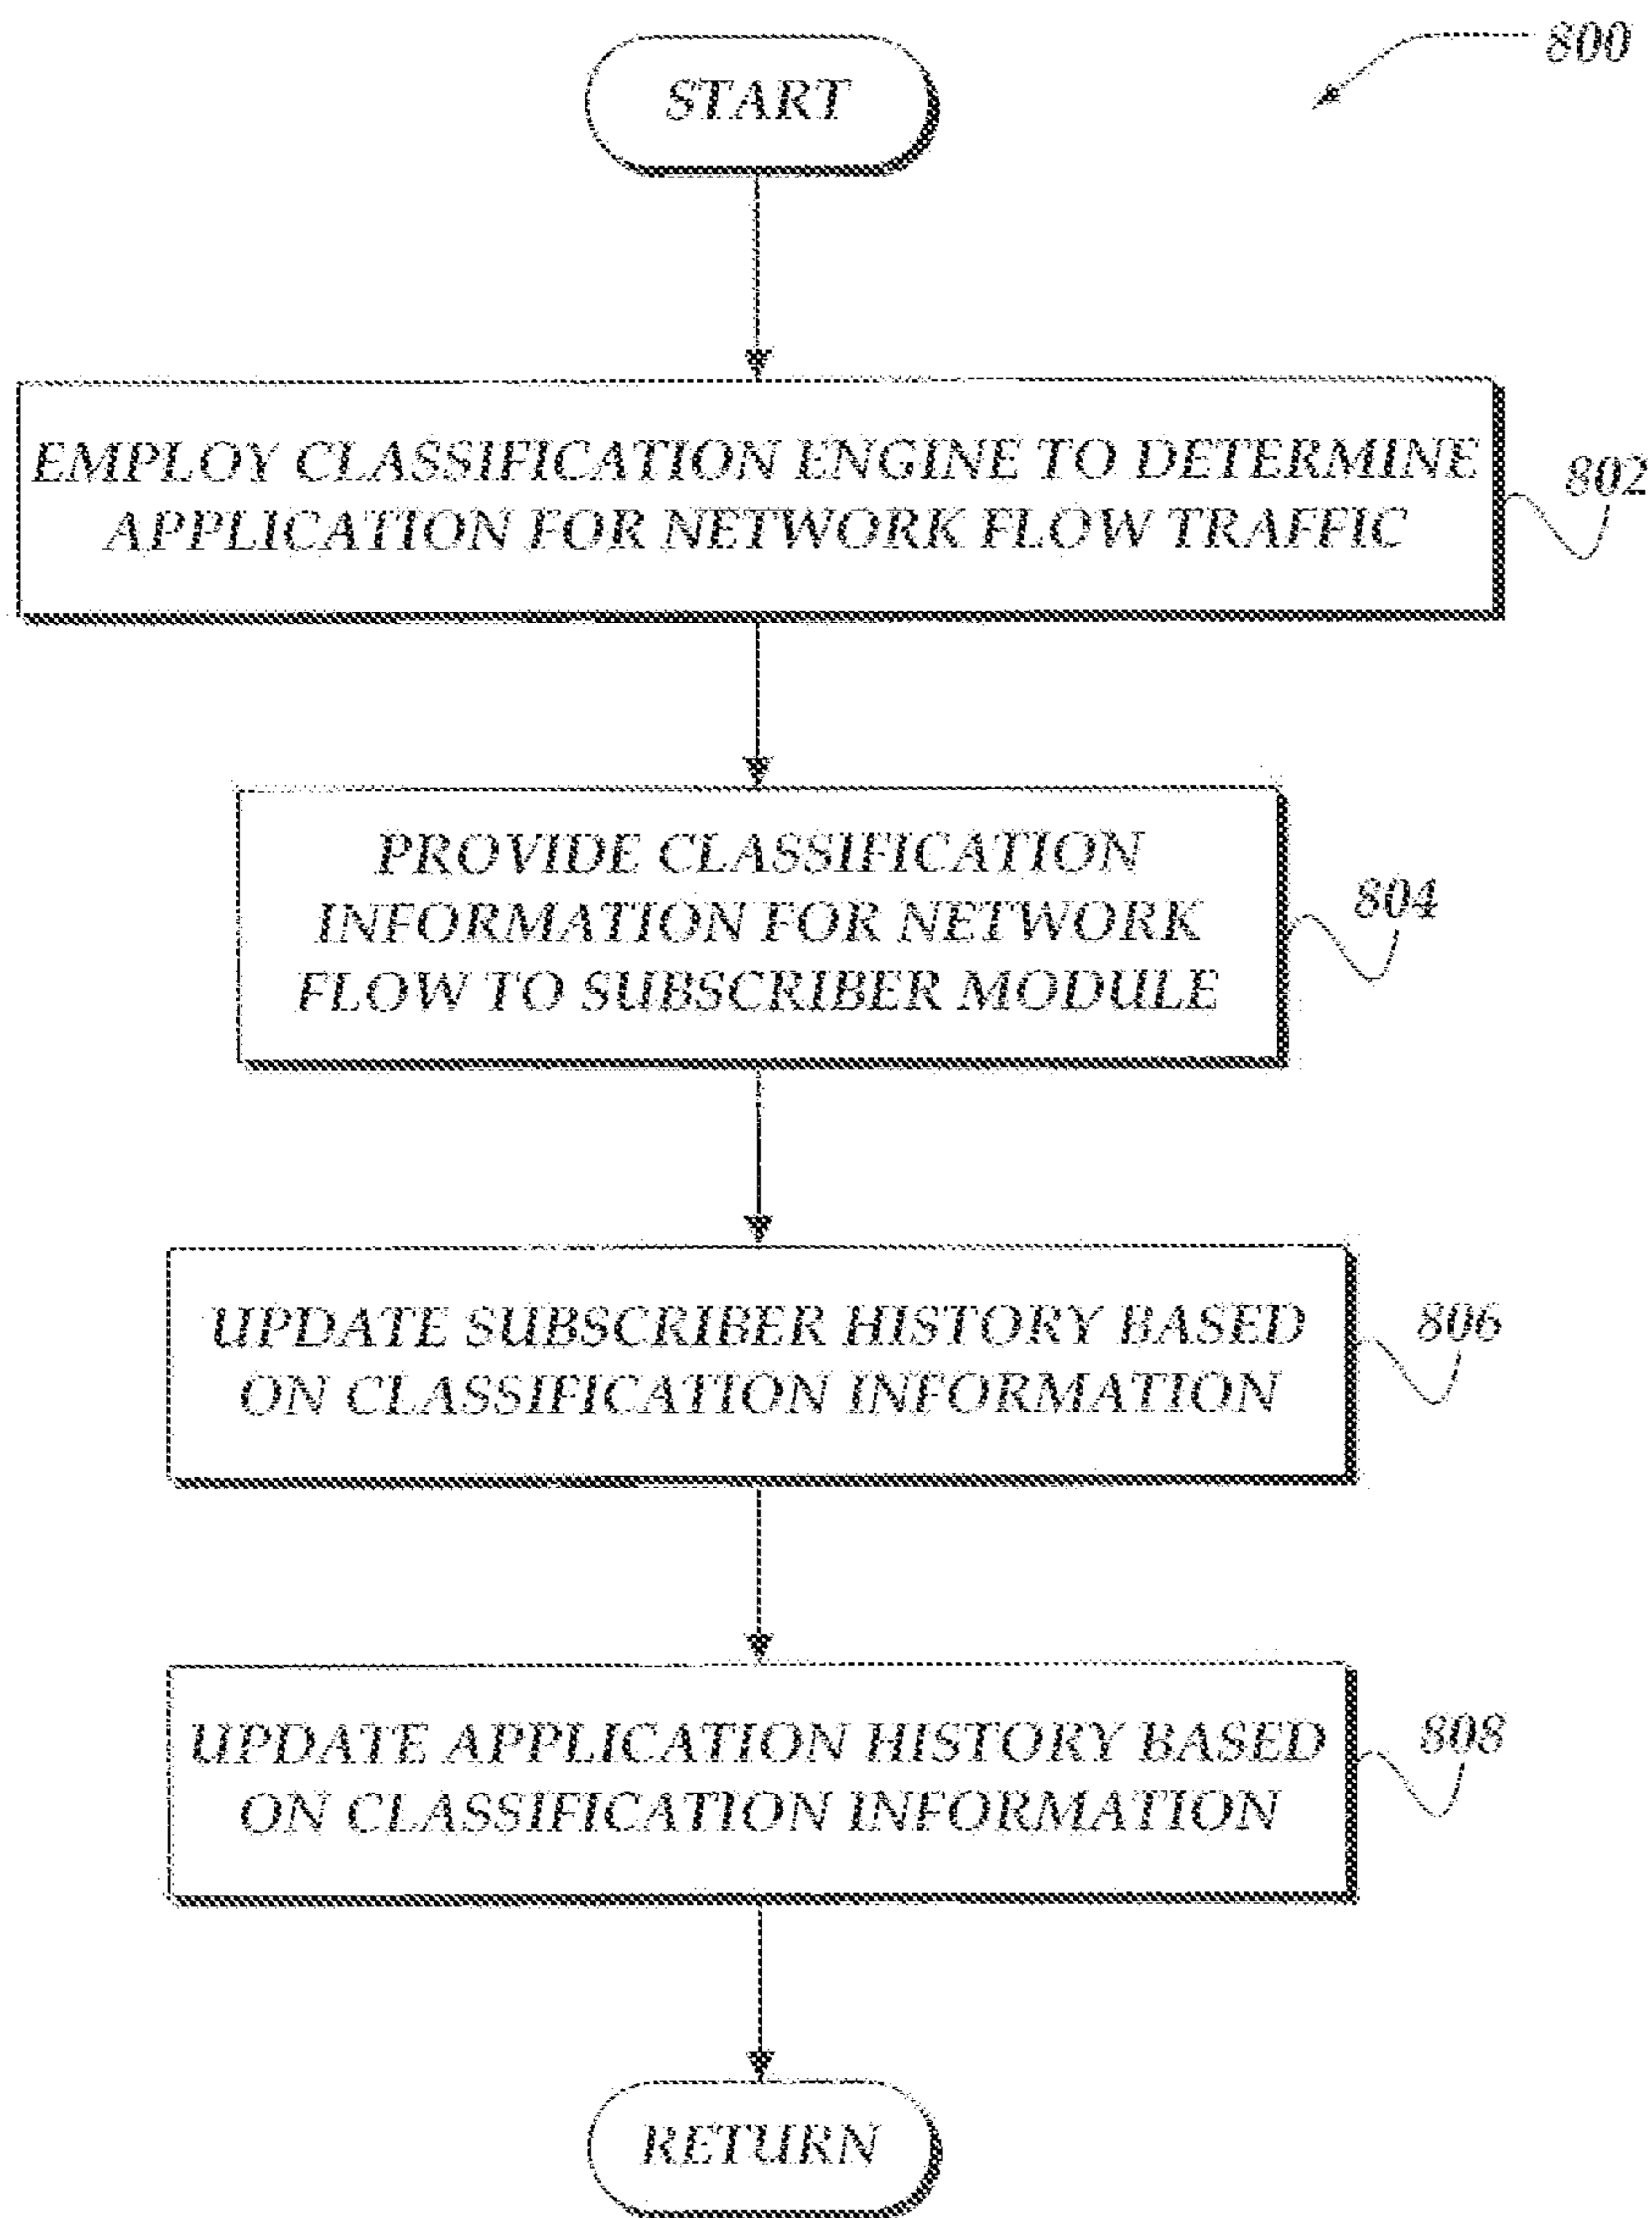 800
START
EMPLOY CLASSIFICATION ENGINE TO DETERMINE
APPLICATION FOR NETWORK FLOW TRAFFIC
802
PROVIDE CLASSIFICATION
INFORMATION FOR NETWORK
FLOW TO SUBSCRIBER MODULE
804
UPDATE SUBSCRIBER HISTORY BASED
ON CLASSIFICATION INFORMATION
806
UPDATE APPLICATION HISTORY BASED
ON CLASSIFICATION INFORMATION
808
RETURN